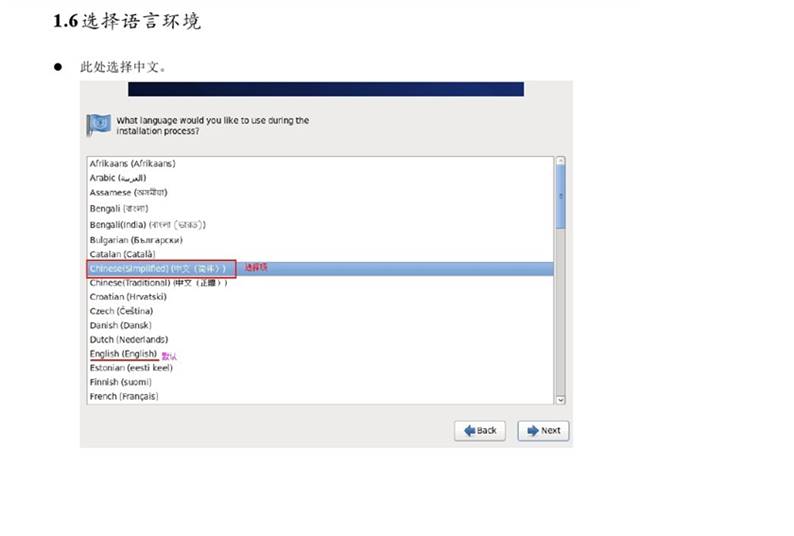 1.6选择语言环境
● 此处选择中文。
What language would you like to use during the
installation process?
Afrikaans (Afrikaans)
Arabic (العربية)
Assamese (অসমীয়া)
Bengali (বাংলা)
Bengali(India) (বাংলা (ভারত))
Bulgarian (Български)
Catalan (Català)
Chinese(Simplified) (中文（简体）) 选择项
Chinese(Traditional) (中文（正體）)
Croatian (Hrvatski)
Czech (Čeština)
Danish (Dansk)
Dutch (Nederlands)
English (English) 默认
Estonian (eesti keel)
Finnish (suomi)
French (Français)
Back Next